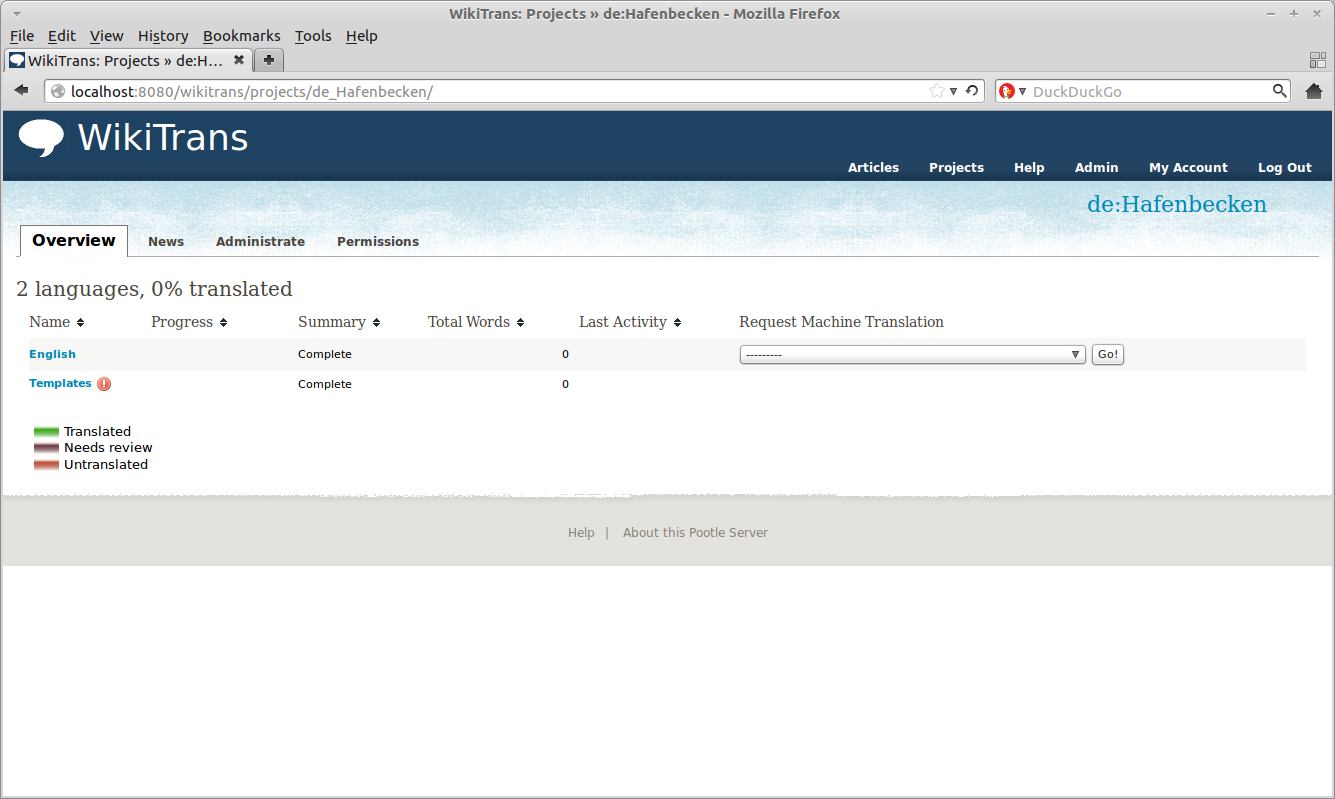 WikiTrans: Projects » de:Hafenbecken - Mozilla Firefox
File Edit View History Bookmarks Tools Help
WikiTrans: Projects » de:H...
localhost:8080/wikitrans/projects/de_Hafenbecken/ DuckDuckGo
WikiTrans
Articles Projects Help Admin My Account Log Out
de:Hafenbecken
Overview News Administrate Permissions
2 languages, 0% translated
Name Progress Summary Total Words Last Activity Request Machine Translation
English Complete 0 --------- Go!
Templates Complete 0
Translated
Needs review
Untranslated
Help | About this Pootle Server